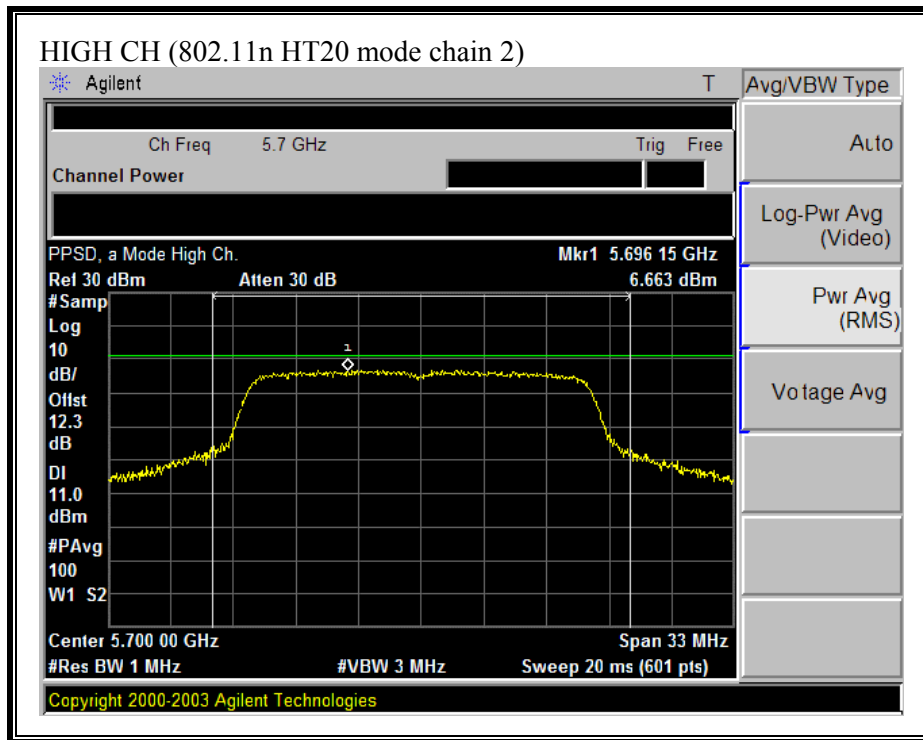 HIGH CH (802.11n HT20 mode chain 2)
Agilent T Avg/VBW Type
Ch Freq 5.7 GHz Trig Free
Channel Power
Auto
Log-Pwr Avg
(Video)
Pwr Avg
(RMS)
Votage Avg
PPSD, a Mode High Ch. Mkr1 5.696 15 GHz
Ref 30 dBm Atten 30 dB 6.663 dBm
#Samp
Log
10
dB/
Offst
12.3
dB
DI
11.0
dBm
#PAvg
100
W1 S2
1
Center 5.700 00 GHz Span 33 MHz
#Res BW 1 MHz #VBW 3 MHz Sweep 20 ms (601 pts)
Copyright 2000-2003 Agilent Technologies